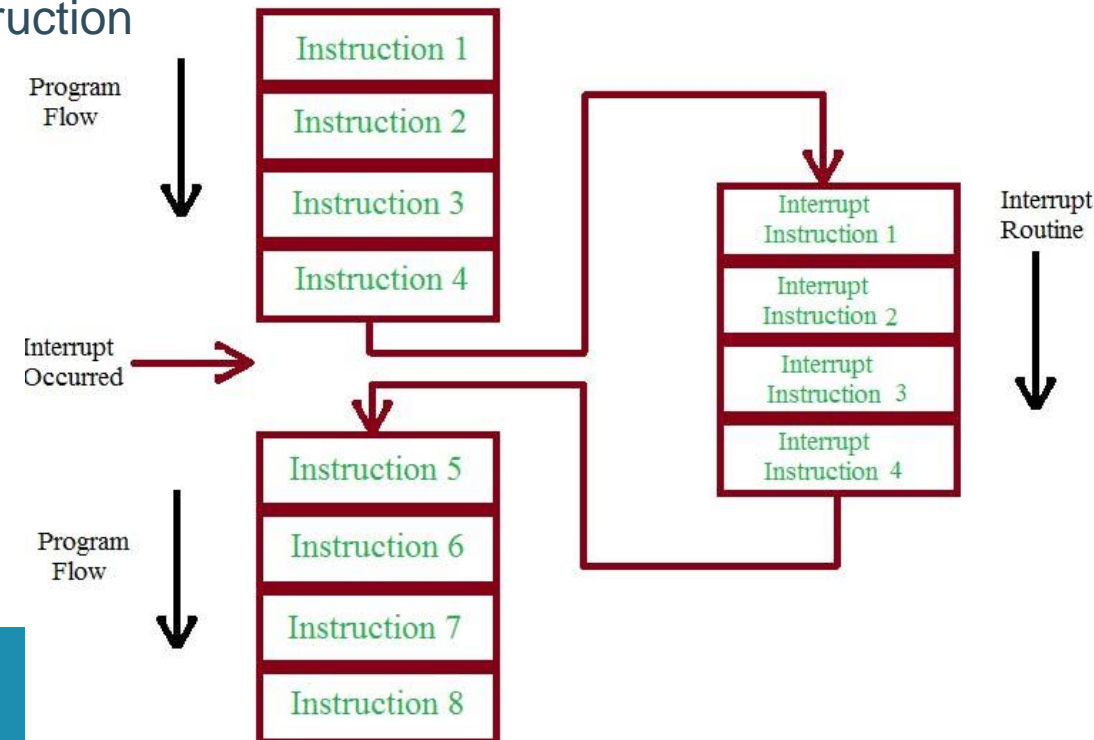 ruction
Program
Flow
Instruction 1
Instruction 2
Instruction 3
Instruction 4
Interrupt
Occurred
Interrupt
Instruction 1
Interrupt
Instruction 2
Interrupt
Instruction 3
Interrupt
Instruction 4
Interrupt
Routine
Instruction 5
Instruction 6
Instruction 7
Instruction 8
Program
Flow